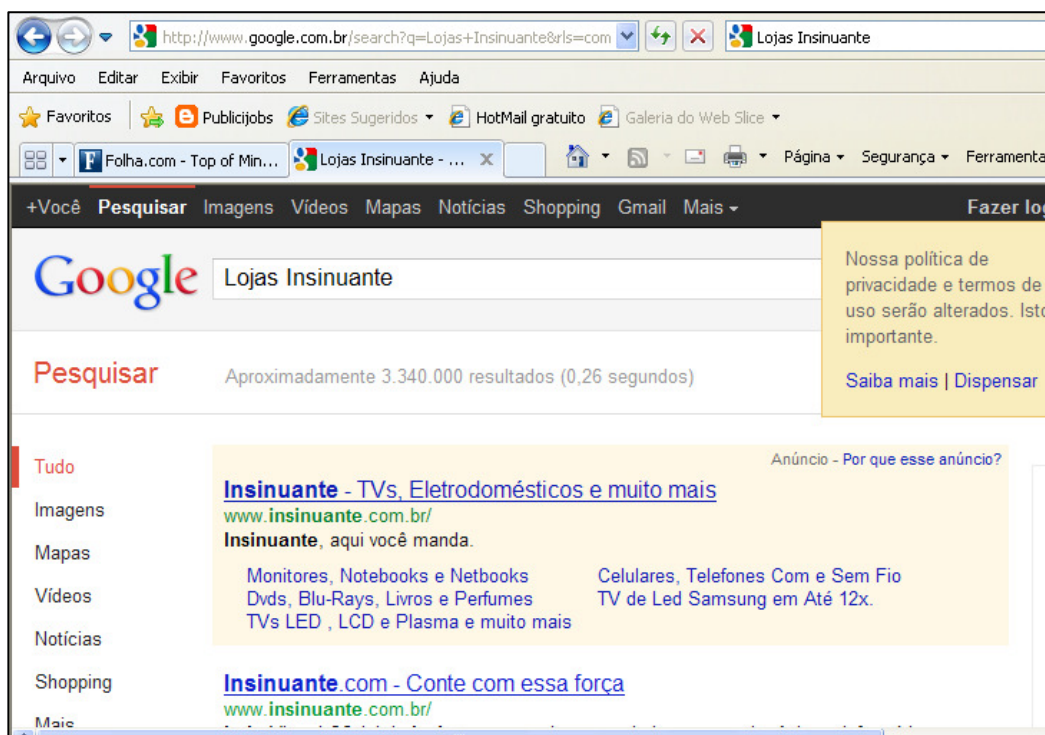 http://www.google.com.br/search?q=Lojas+Insinuante&rls=com Lojas Insinuante
Arquivo Editar Exibir Favoritos Ferramentas Ajuda
Favoritos Publicijobs Sites Sugeridos HotMail gratuito Galeria do Web Slice
Folha.com - Top of Min... Lojas Insinuante - ... Página Segurança Ferramenta
+Você Pesquisar Imagens Vídeos Mapas Notícias Shopping Gmail Mais Fazer log
Google Lojas Insinuante
Nossa política de
privacidade e termos de
uso serão alterados. Isto
importante.
Saiba mais | Dispensar
Pesquisar Aproximadamente 3.340.000 resultados (0,26 segundos)
Tudo
Imagens
Mapas
Vídeos
Notícias
Shopping
Mais
Anúncio - Por que esse anúncio?
Insinuante - TVs, Eletrodomésticos e muito mais
www.insinuante.com.br/
Insinuante, aqui você manda.
Monitores, Notebooks e Netbooks Celulares, Telefones Com e Sem Fio
Dvds, Blu-Rays, Livros e Perfumes TV de Led Samsung em Até 12x.
TVs LED , LCD e Plasma e muito mais
Insinuante.com - Conte com essa força
www.insinuante.com.br/